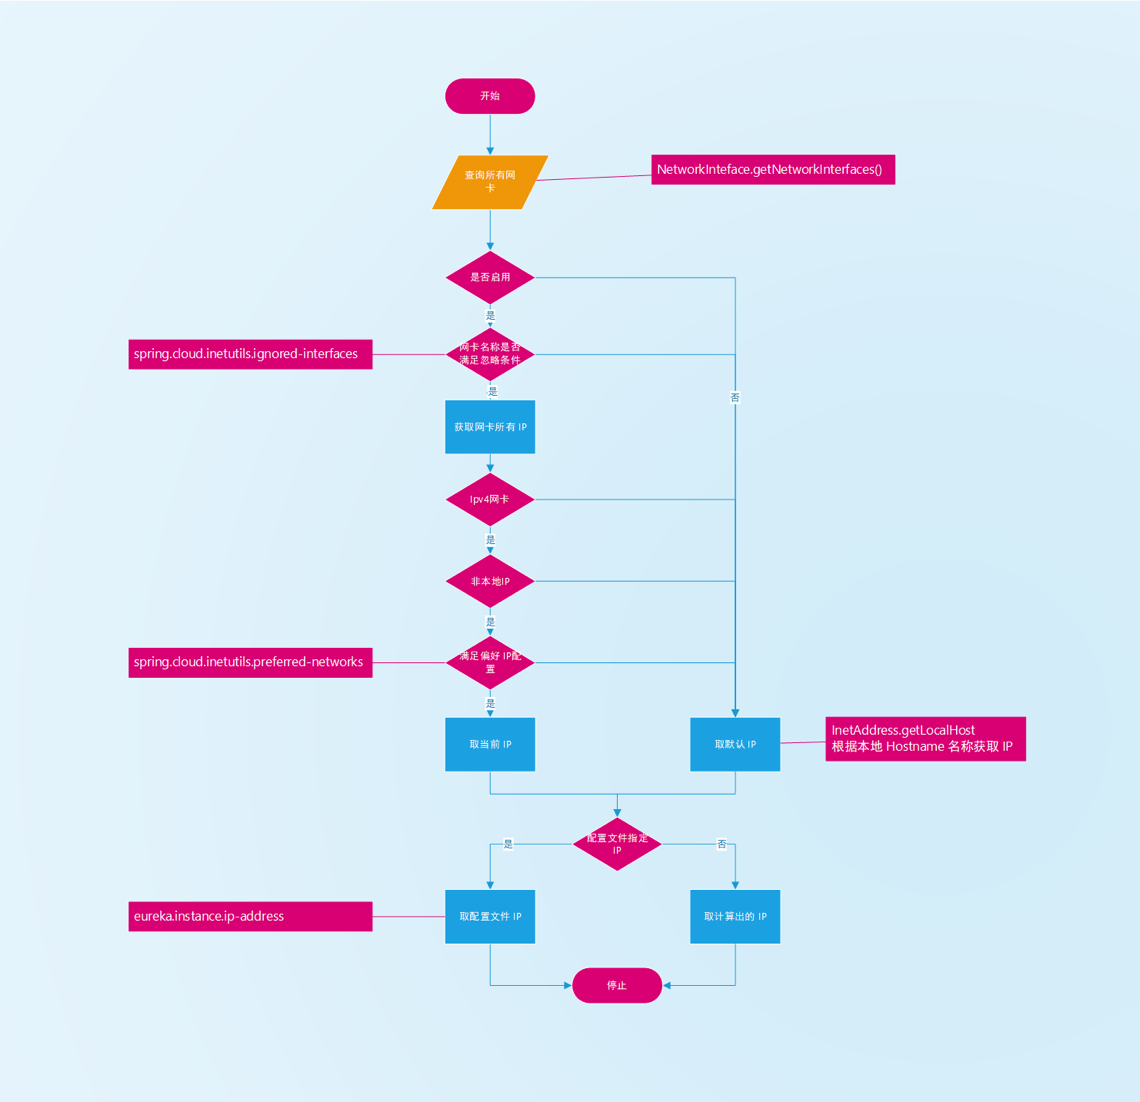 开始
查询所有网
卡
NetworkInteface.getNetworkInterfaces()
是否启用
是
spring.cloud.inetutils.ignored-interfaces
网卡名称是否
满足忽略条件
是
否
获取网卡所有 IP
Ipv4网卡
是
非本地IP
是
spring.cloud.inetutils.preferred-networks
满足偏好 IP配
置
是
取当前 IP
取默认 IP
InetAddress.getLocalHost
根据本地 Hostname 名称获取 IP
配置文件指定
IP
是
否
eureka.instance.ip-address
取配置文件 IP
取计算出的 IP
停止